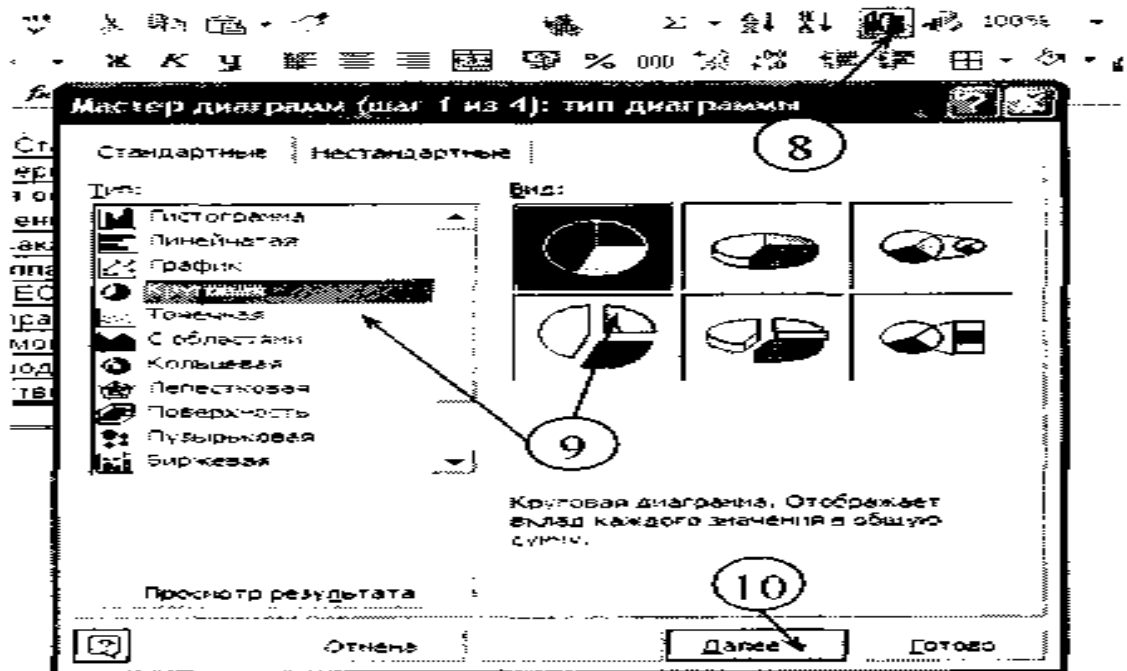 100%
Ж К Ч % 000
Мастер диаграмм (шаг 1 из 4): тип диаграммы
8
Стандартные Нестандартные
Тип: Вид:
Гистограмма
Линейчатая
График
Круговая
Точечная
С областями
Кольцевая
Лепестковая
Поверхность
Пузырьковая
Биржевая
9
Круговая диаграмма. Отображает
вклад каждого значения в общую
сумму.
10
Просмотр результата
Отмена Далее Готово